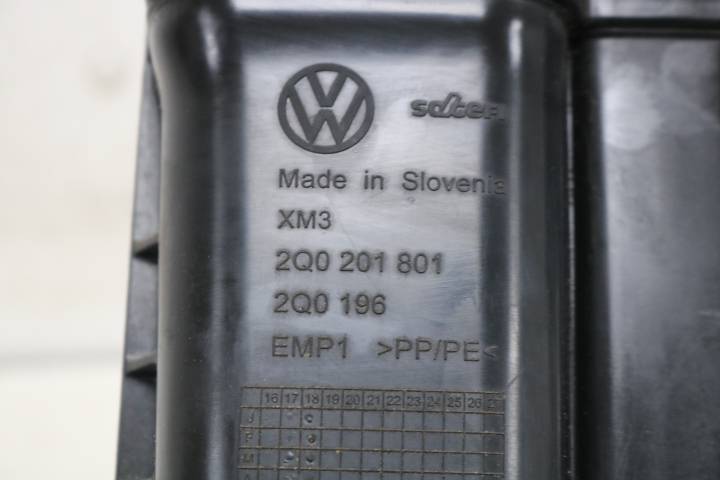 Made in Slovenia
XM3
2Q0 201 801
2Q0 196
EMP1 >PP/PE<
16 17 18 19 20 21 22 23 24 25 26
J
F
M